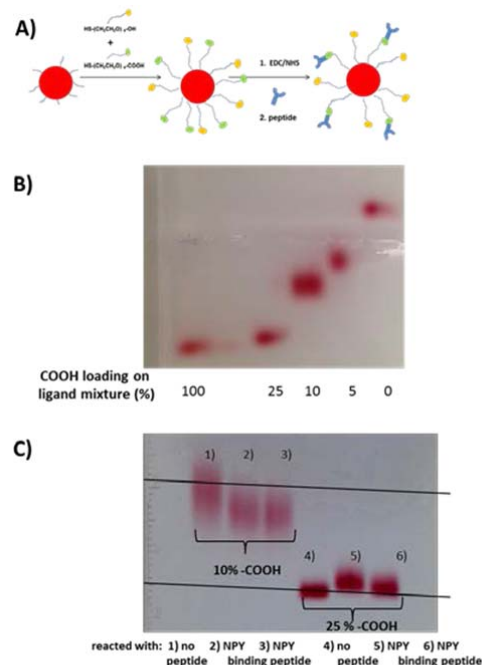 A)
HS-(CH₂CH₂O)ₙ-OH
+
HS-(CH₂CH₂O)ₙ-COOH
1. EDC/NHS
2. peptide
B)
COOH loading on
ligand mixture (%)
100 25 10 5 0
C)
1) 2) 3)
10% -COOH
4) 5) 6)
25 % -COOH
reacted with: 1) no 2) NPY 3) NPY 4) no 5) NPY 6) NPY
peptide binding peptide peptide binding peptide